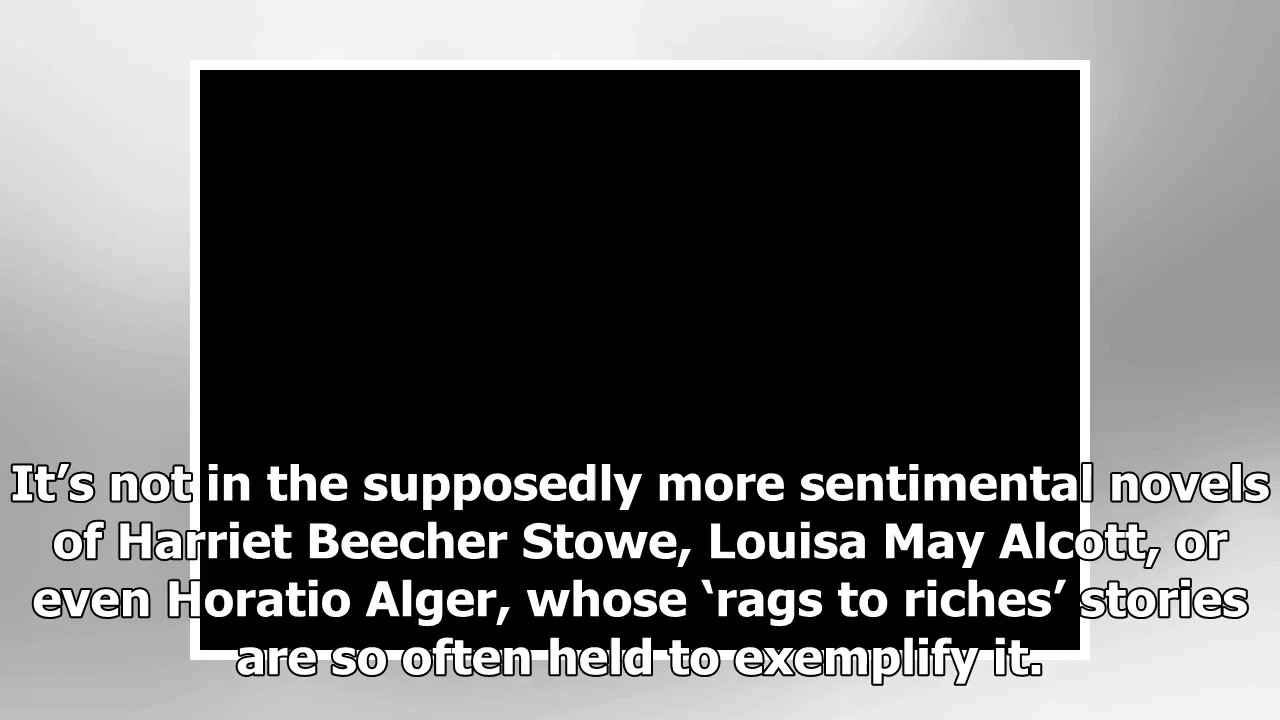 It’s not in the supposedly more sentimental novels
of Harriet Beecher Stowe, Louisa May Alcott, or
even Horatio Alger, whose ‘rags to riches’ stories
are so often held to exemplify it.